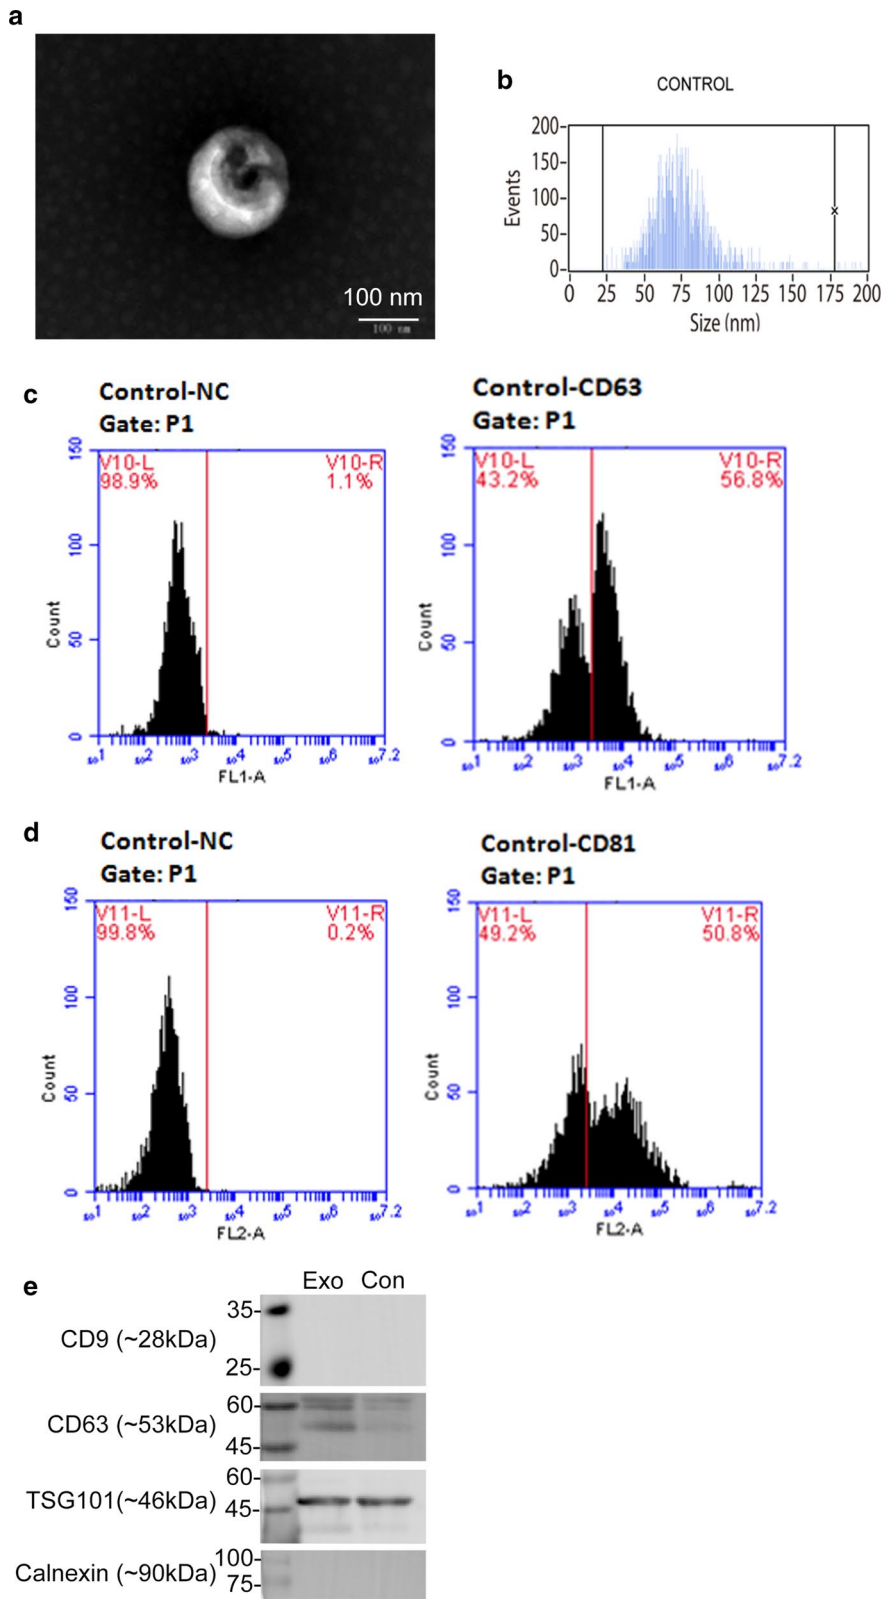 a
100 nm
100 nm
b
CONTROL
Events
200
150
100
50
0
0 25 50 75 100 125 150 175 200
Size (nm)
c
Control-NC
Gate: P1
V10-L
98.9%
V10-R
1.1%
Count
150
100
50
0
FL1-A
Control-CD63
Gate: P1
V10-L
43.2%
V10-R
56.8%
Count
150
100
50
0
FL1-A
d
Control-NC
Gate: P1
V11-L
99.8%
V11-R
0.2%
Count
150
100
50
0
FL2-A
Control-CD81
Gate: P1
V11-L
49.2%
V11-R
50.8%
Count
150
100
50
0
FL2-A
e
Exo Con
CD9 (~28kDa)
35-
25-
CD63 (~53kDa)
60-
45-
TSG101(~46kDa)
60-
45-
Calnexin (~90kDa)
100-
75-